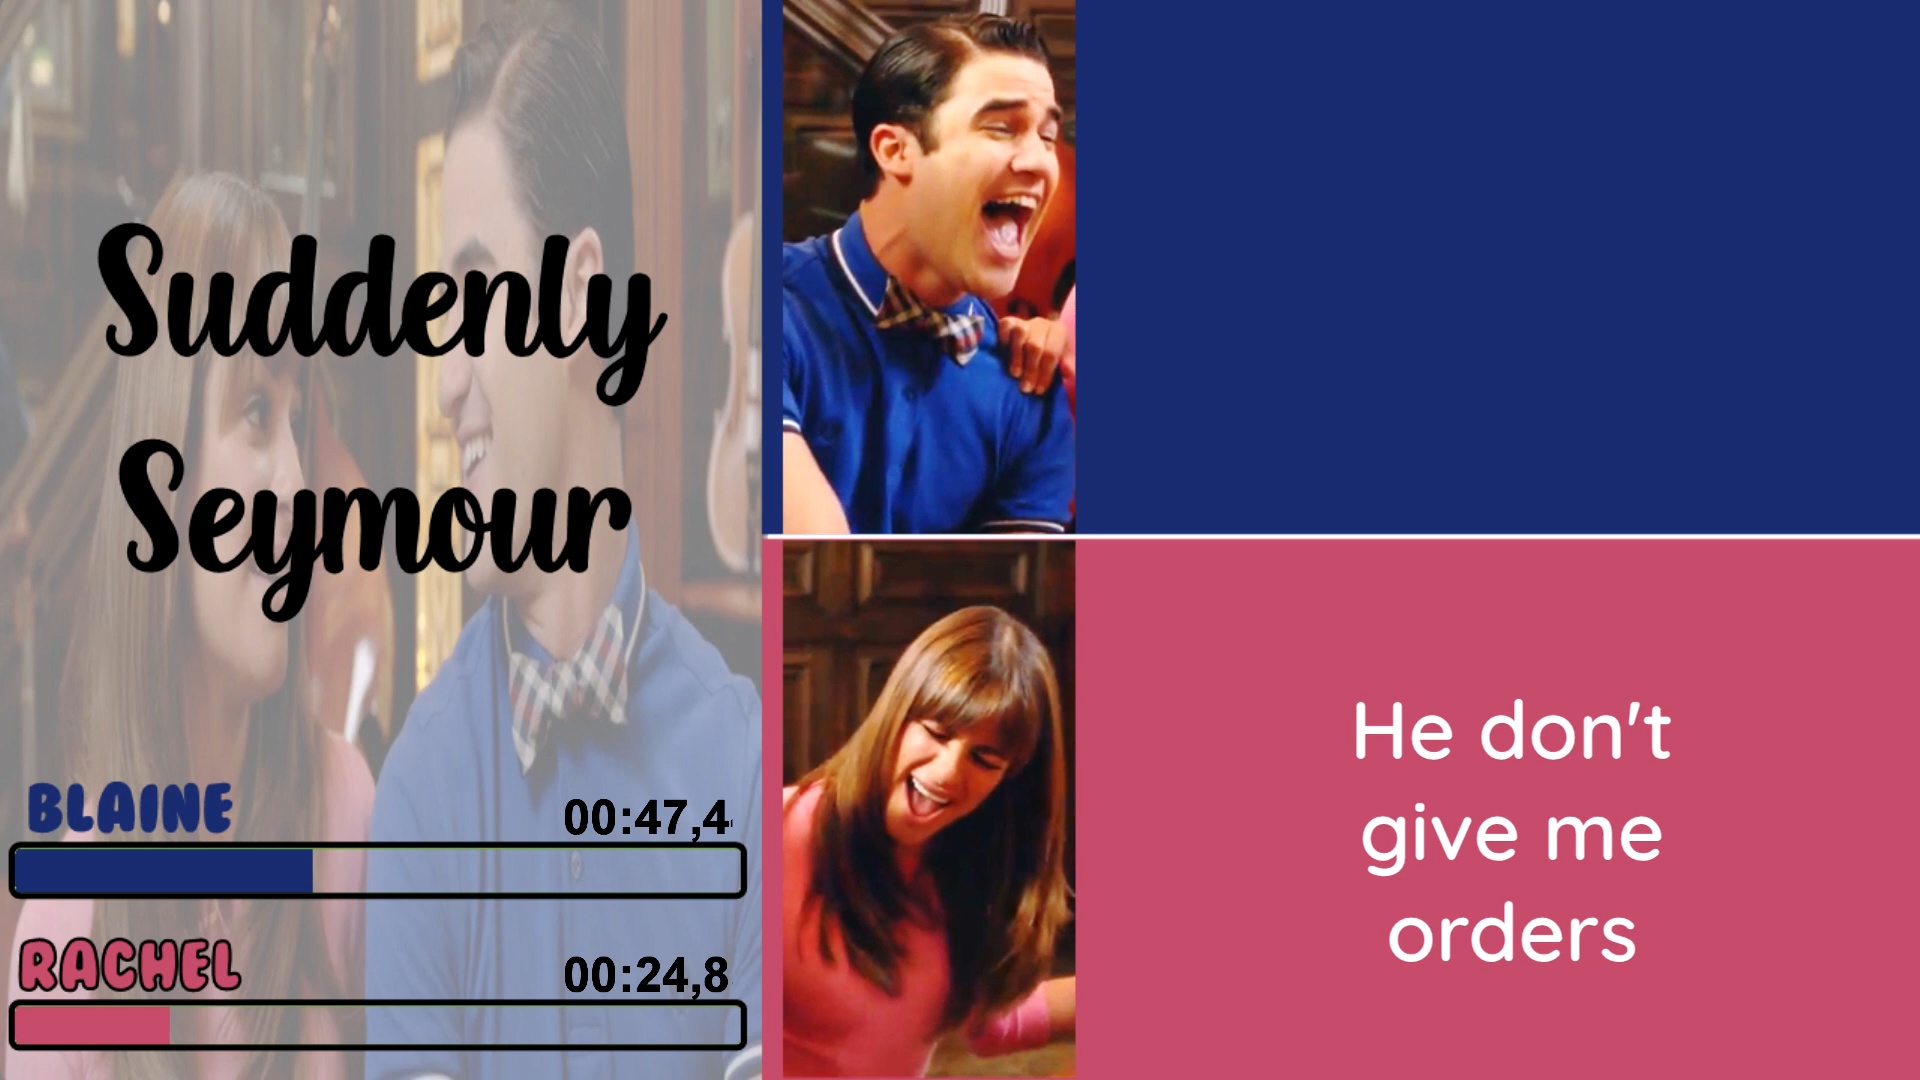 Suddenly
Seymour
BLAINE
00:47,4
RACHEL
00:24,8
He don't
give me
orders